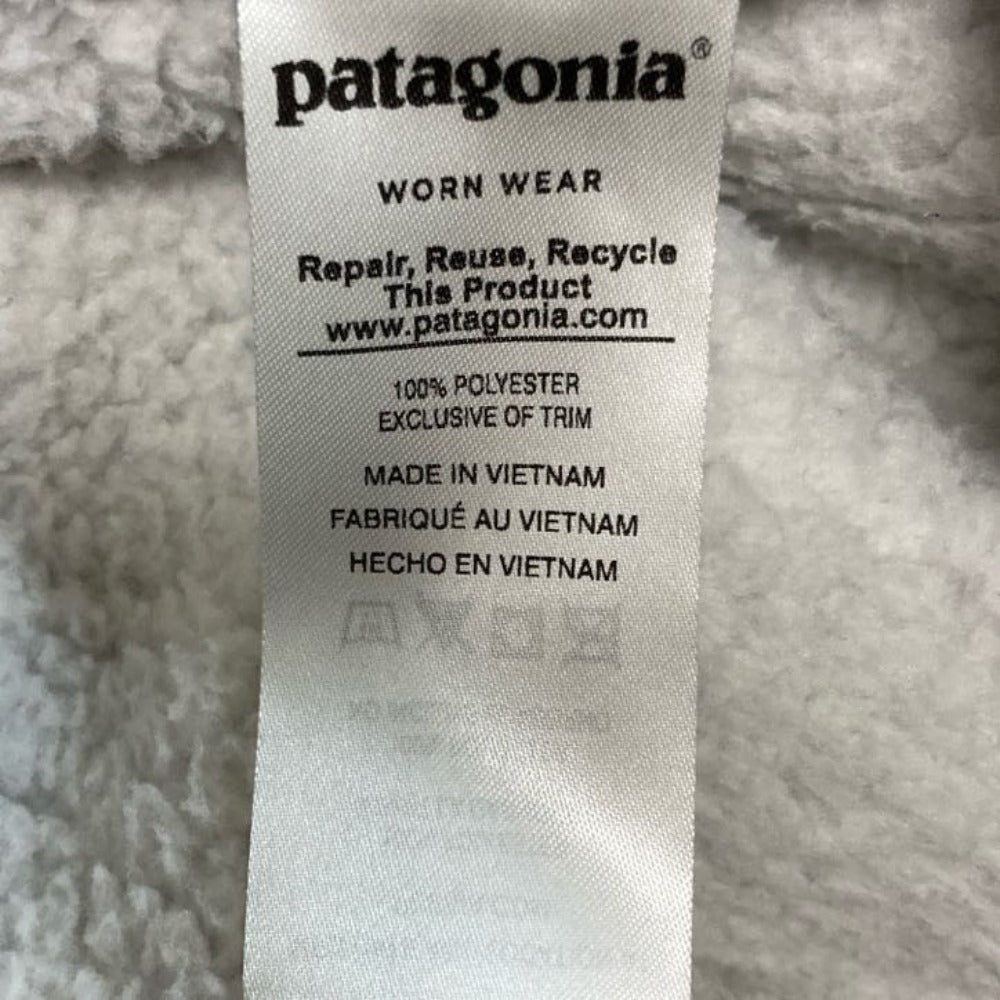 patagonia®
WORN WEAR
Repair, Reuse, Recycle
This Product
www.patagonia.com
100% POLYESTER
EXCLUSIVE OF TRIM
MADE IN VIETNAM
FABRIQUÉ AU VIETNAM
HECHO EN VIETNAM